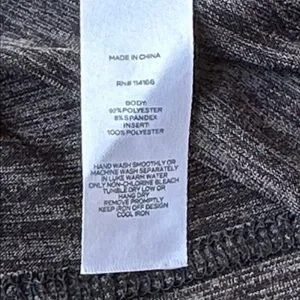 MADE IN CHINA
RN# 114166
BODY:
92% POLYESTER
8% SPANDEX
INSERT:
100% POLYESTER
HAND WASH SMOOTHLY OR
MACHINE WASH SEPARATELY
IN LUKE WARM WATER
ONLY NON-CHLORINE BLEACH
TUMBLE DRY LOW OR
HANG DRY
REMOVE PROMPTLY
KEEP IRON OFF DESIGN
COOL IRON